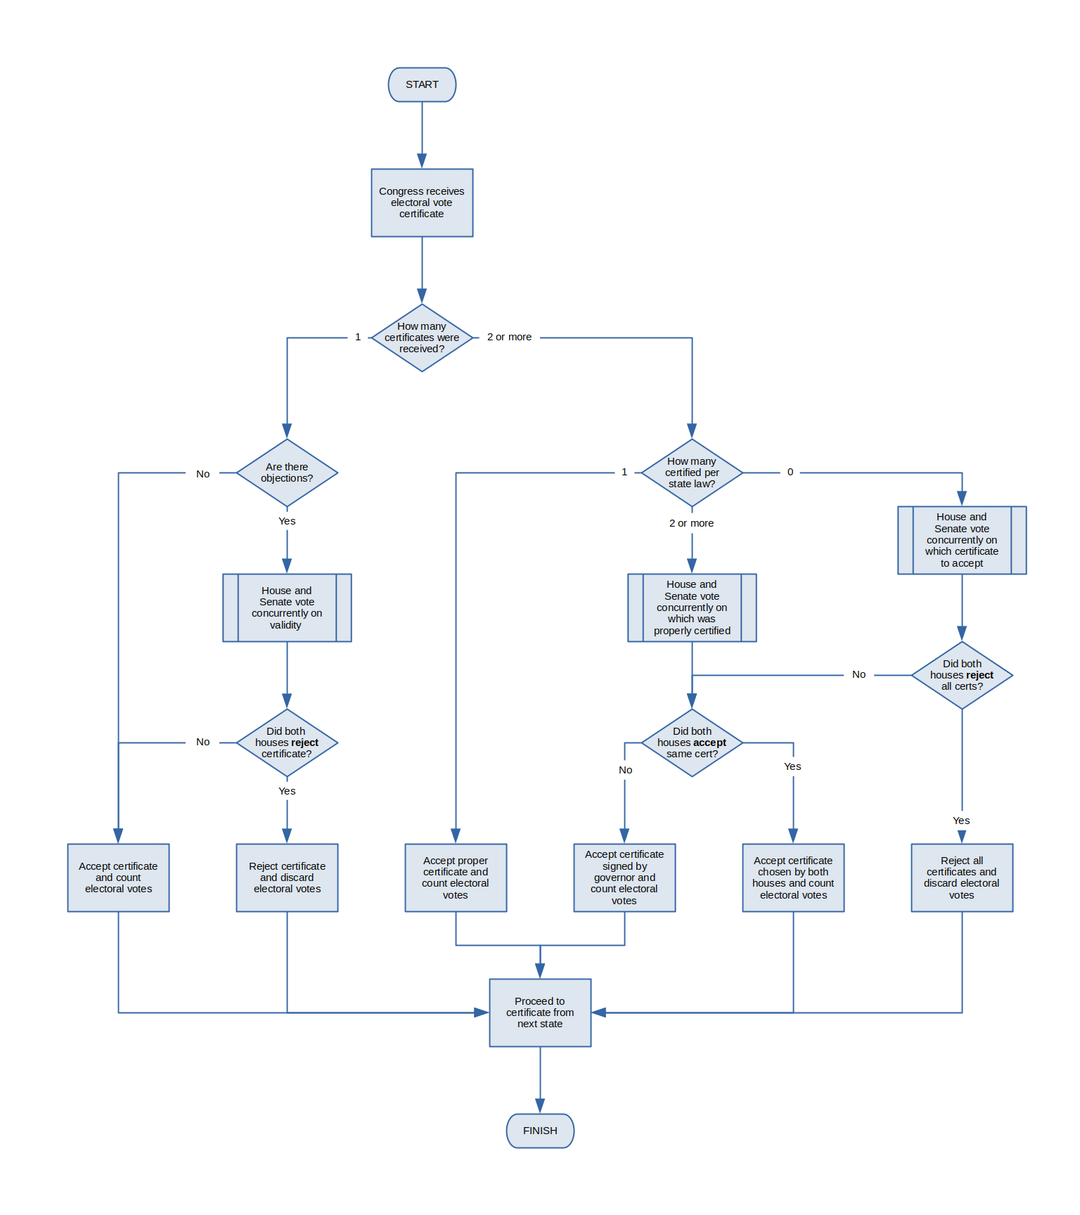 START
Congress receives
electoral vote
certificate
How many
certificates were
received?
1
2 or more
Are there
objections?
No
Yes
How many
certified per
state law?
1
0
2 or more
House and
Senate vote
concurrently on
which certificate
to accept
House and
Senate vote
concurrently on
validity
House and
Senate vote
concurrently on
which was
properly certified
Did both
houses reject
all certs?
No
Yes
Did both
houses reject
certificate?
No
Yes
Did both
houses accept
same cert?
No
Yes
Accept certificate
and count
electoral votes
Reject certificate
and discard
electoral votes
Accept proper
certificate and
count electoral
votes
Accept certificate
signed by
governor and
count electoral
votes
Accept certificate
chosen by both
houses and count
electoral votes
Reject all
certificates and
discard electoral
votes
Proceed to
certificate from
next state
FINISH